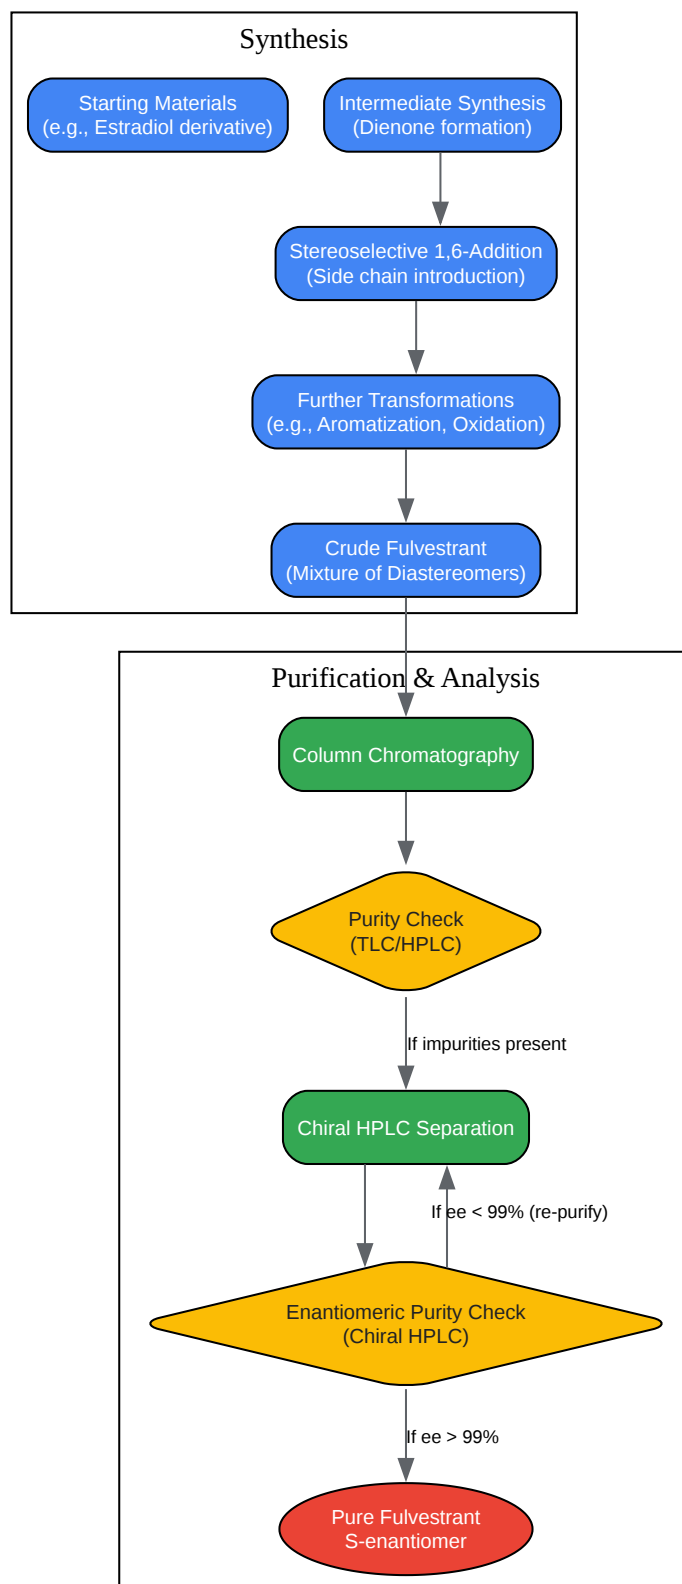 Synthesis
Starting Materials
(e.g., Estradiol derivative)
Intermediate Synthesis
(Dienone formation)
Stereoselective 1,6-Addition
(Side chain introduction)
Further Transformations
(e.g., Aromatization, Oxidation)
Crude Fulvestrant
(Mixture of Diastereomers)
Purification & Analysis
Column Chromatography
Purity Check
(TLC/HPLC)
If impurities present
Chiral HPLC Separation
If ee < 99% (re-purify)
Enantiomeric Purity Check
(Chiral HPLC)
If ee > 99%
Pure Fulvestrant
S-enantiomer